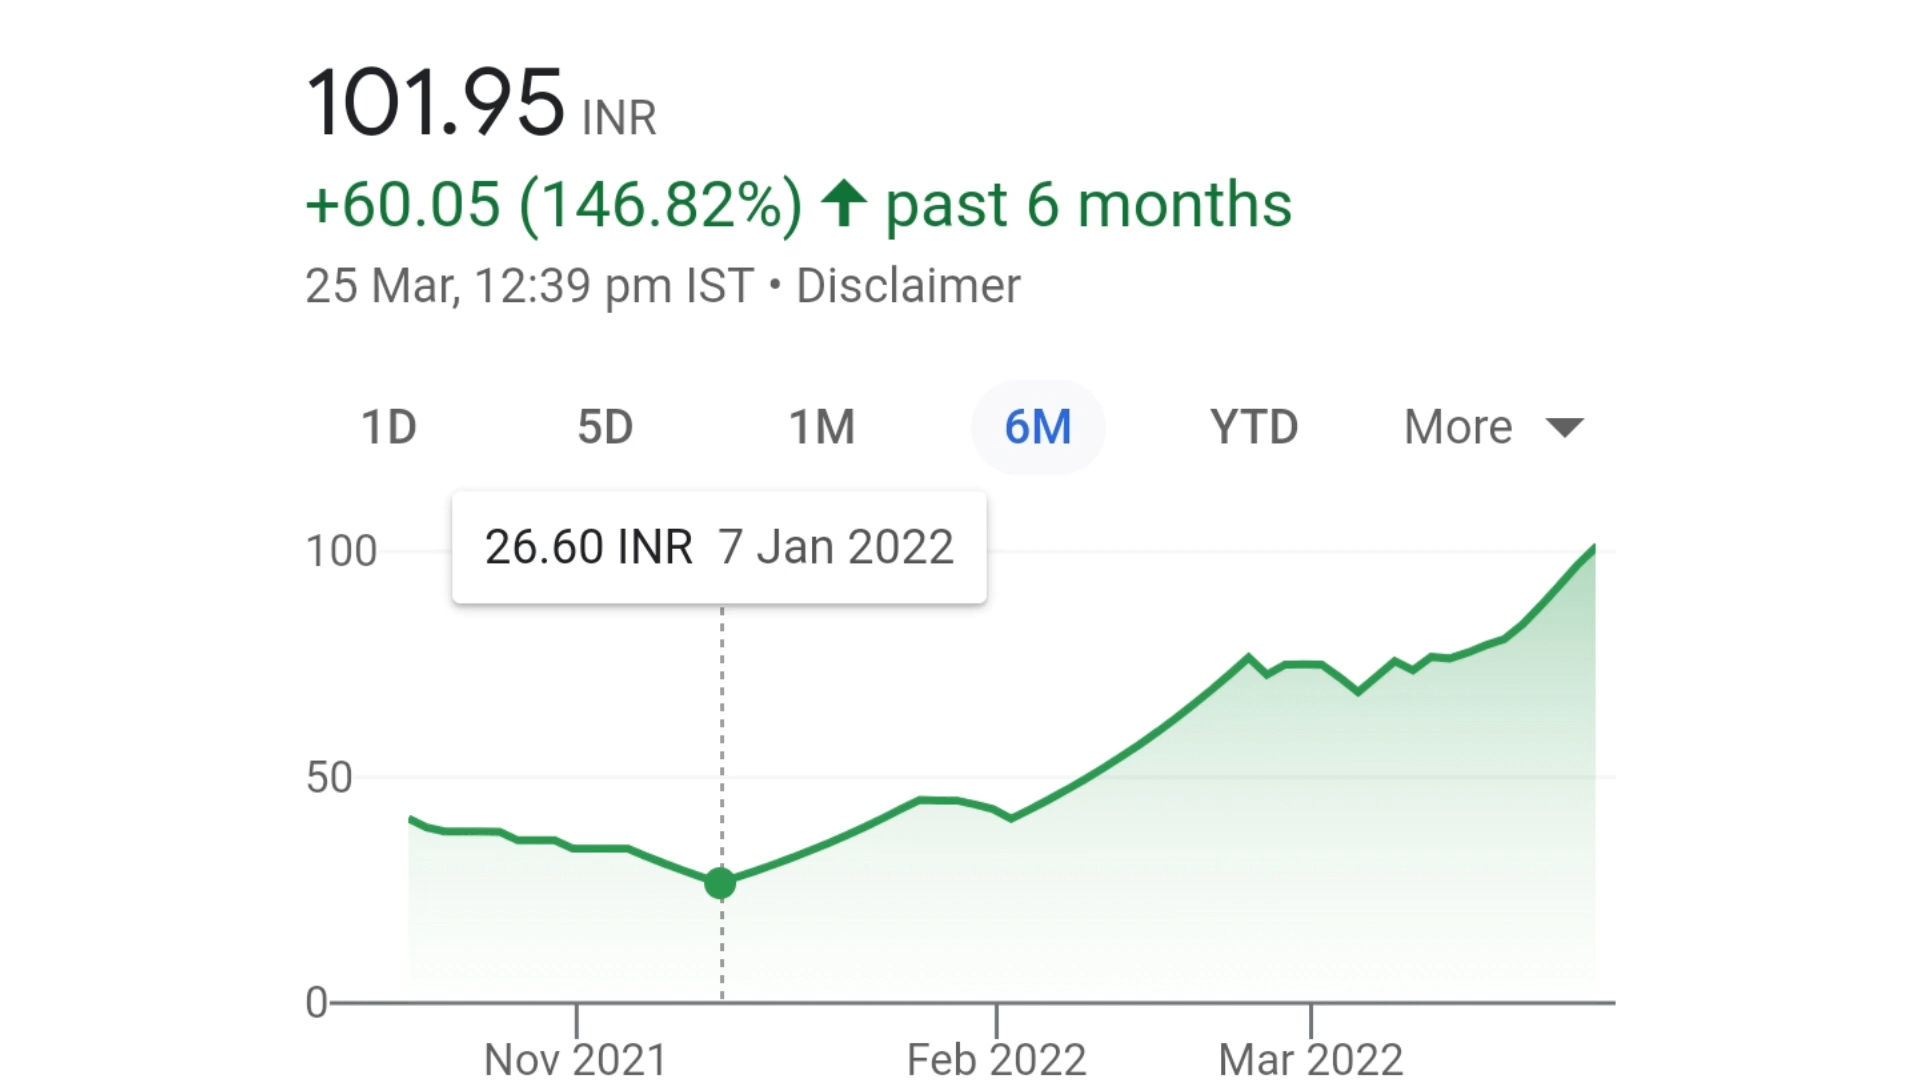 101.95 INR
+60.05 (146.82%) ↑ past 6 months
25 Mar, 12:39 pm IST • Disclaimer
1D 5D 1M 6M YTD More
26.60 INR 7 Jan 2022
100
50
0
Nov 2021 Feb 2022 Mar 2022